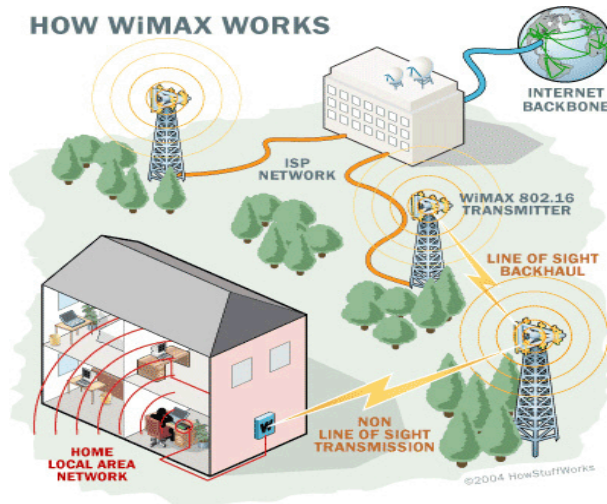 HOW WiMAX WORKS
INTERNET
BACKBONE
ISP
NETWORK
WiMAX 802.16
TRANSMITTER
LINE OF SIGHT
BACKHAUL
NON
LINE OF SIGHT
TRANSMISSION
HOME
LOCAL AREA
NETWORK
©2004 HowStuffWorks